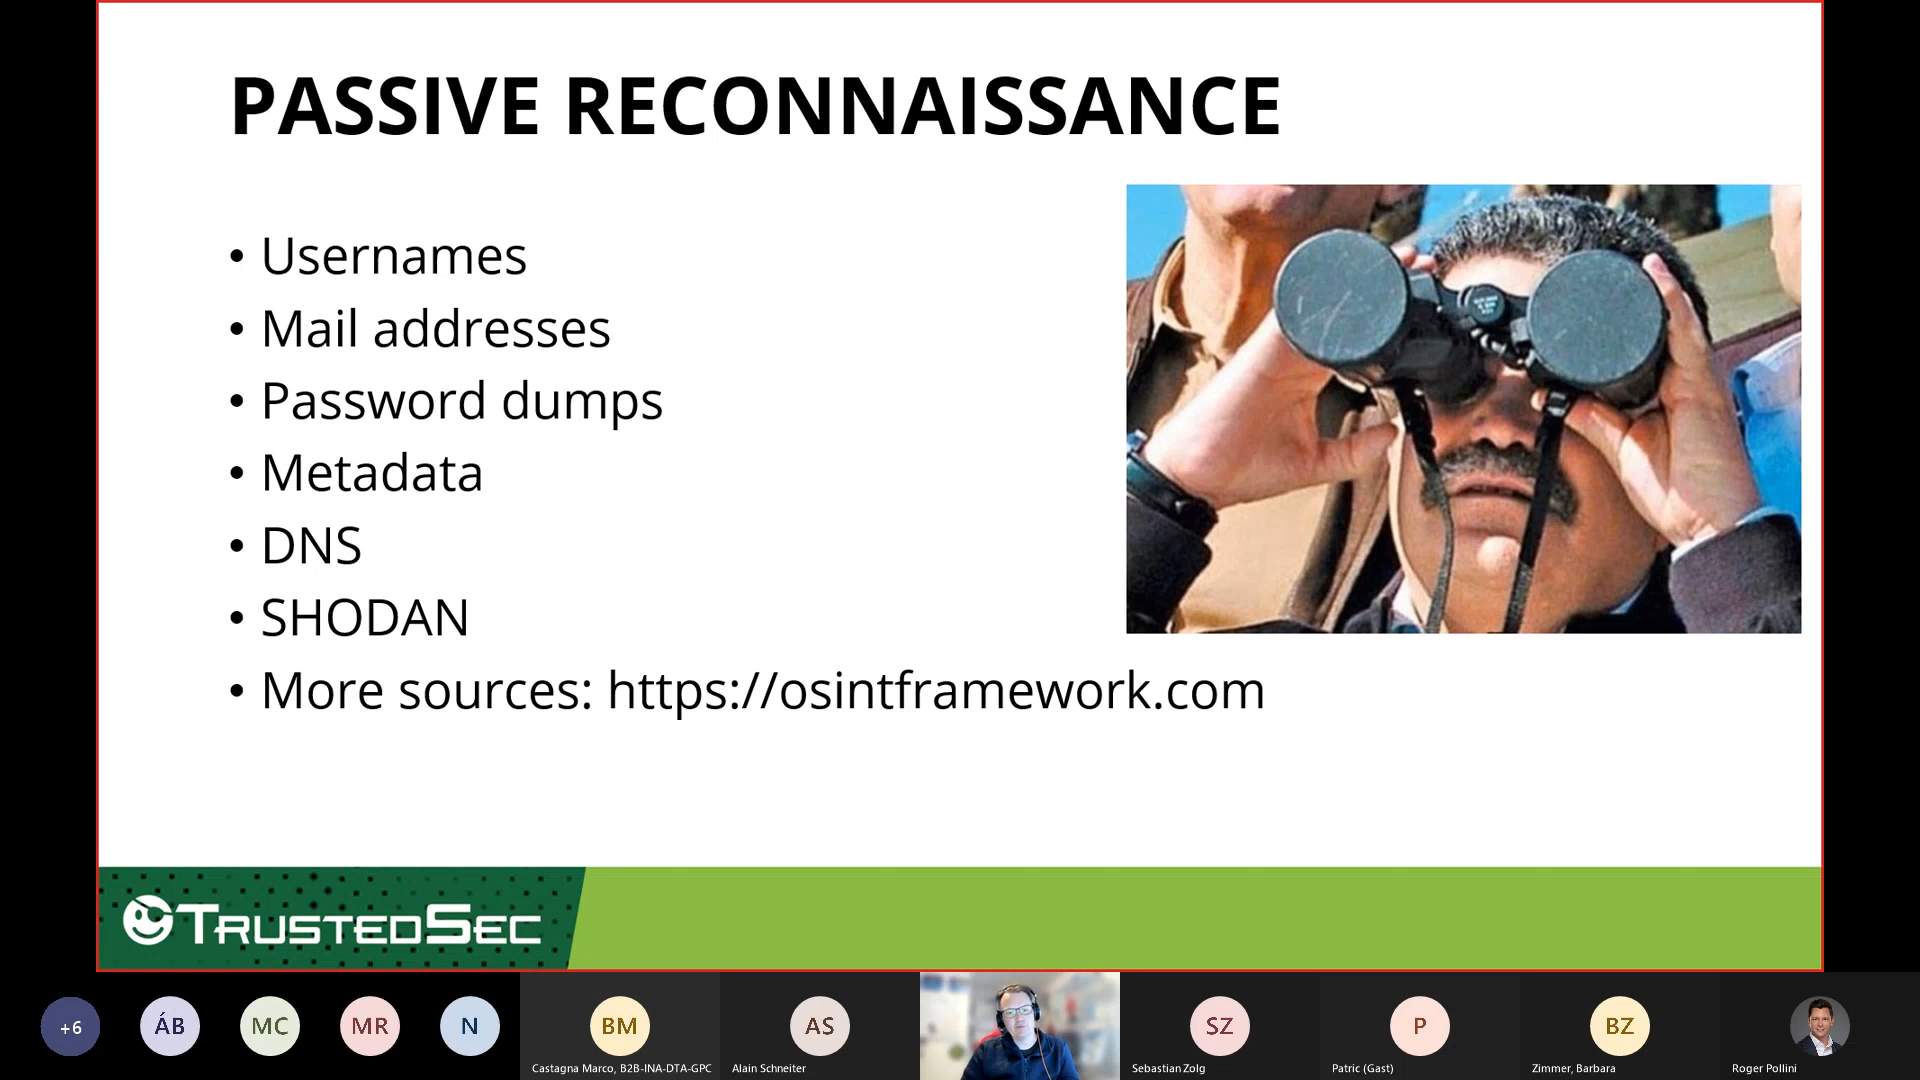 PASSIVE RECONNAISSANCE
• Usernames
• Mail addresses
• Password dumps
• Metadata
• DNS
• SHODAN
• More sources: https://osintframework.com
TRUSTEDSEC
+6
ÁB
MC
MR
N
BM
Castagna Marco, B2B-INA-DTA-GPC
AS
Alain Schneiter
SZ
Sebastian Zolg
P
Patric (Gast)
BZ
Zimmer, Barbara
Roger Pollini